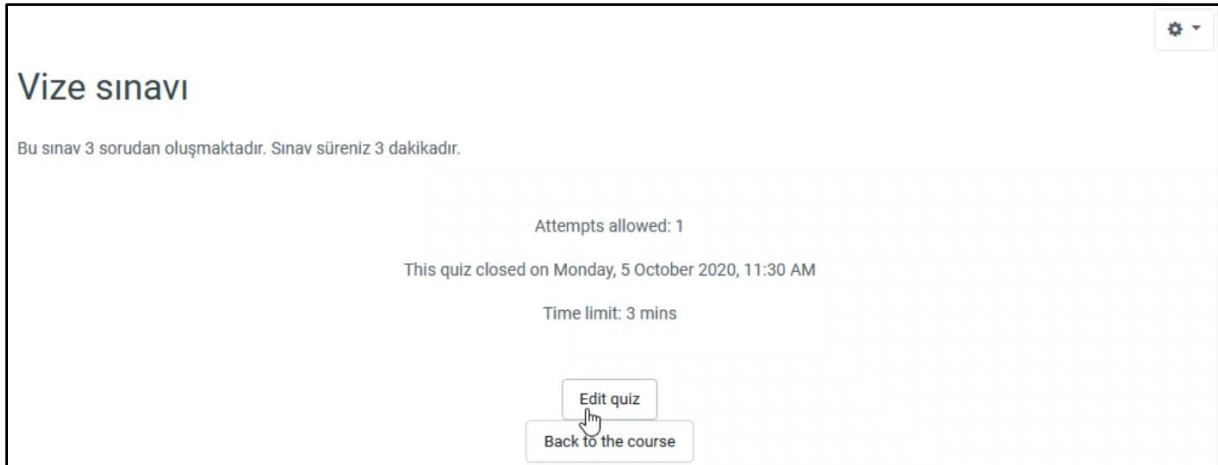 Vize sınavı
Bu sınav 3 sorudan oluşmaktadır. Sınav süreniz 3 dakikadır.
Attempts allowed: 1
This quiz closed on Monday, 5 October 2020, 11:30 AM
Time limit: 3 mins
Edit quiz
Back to the course